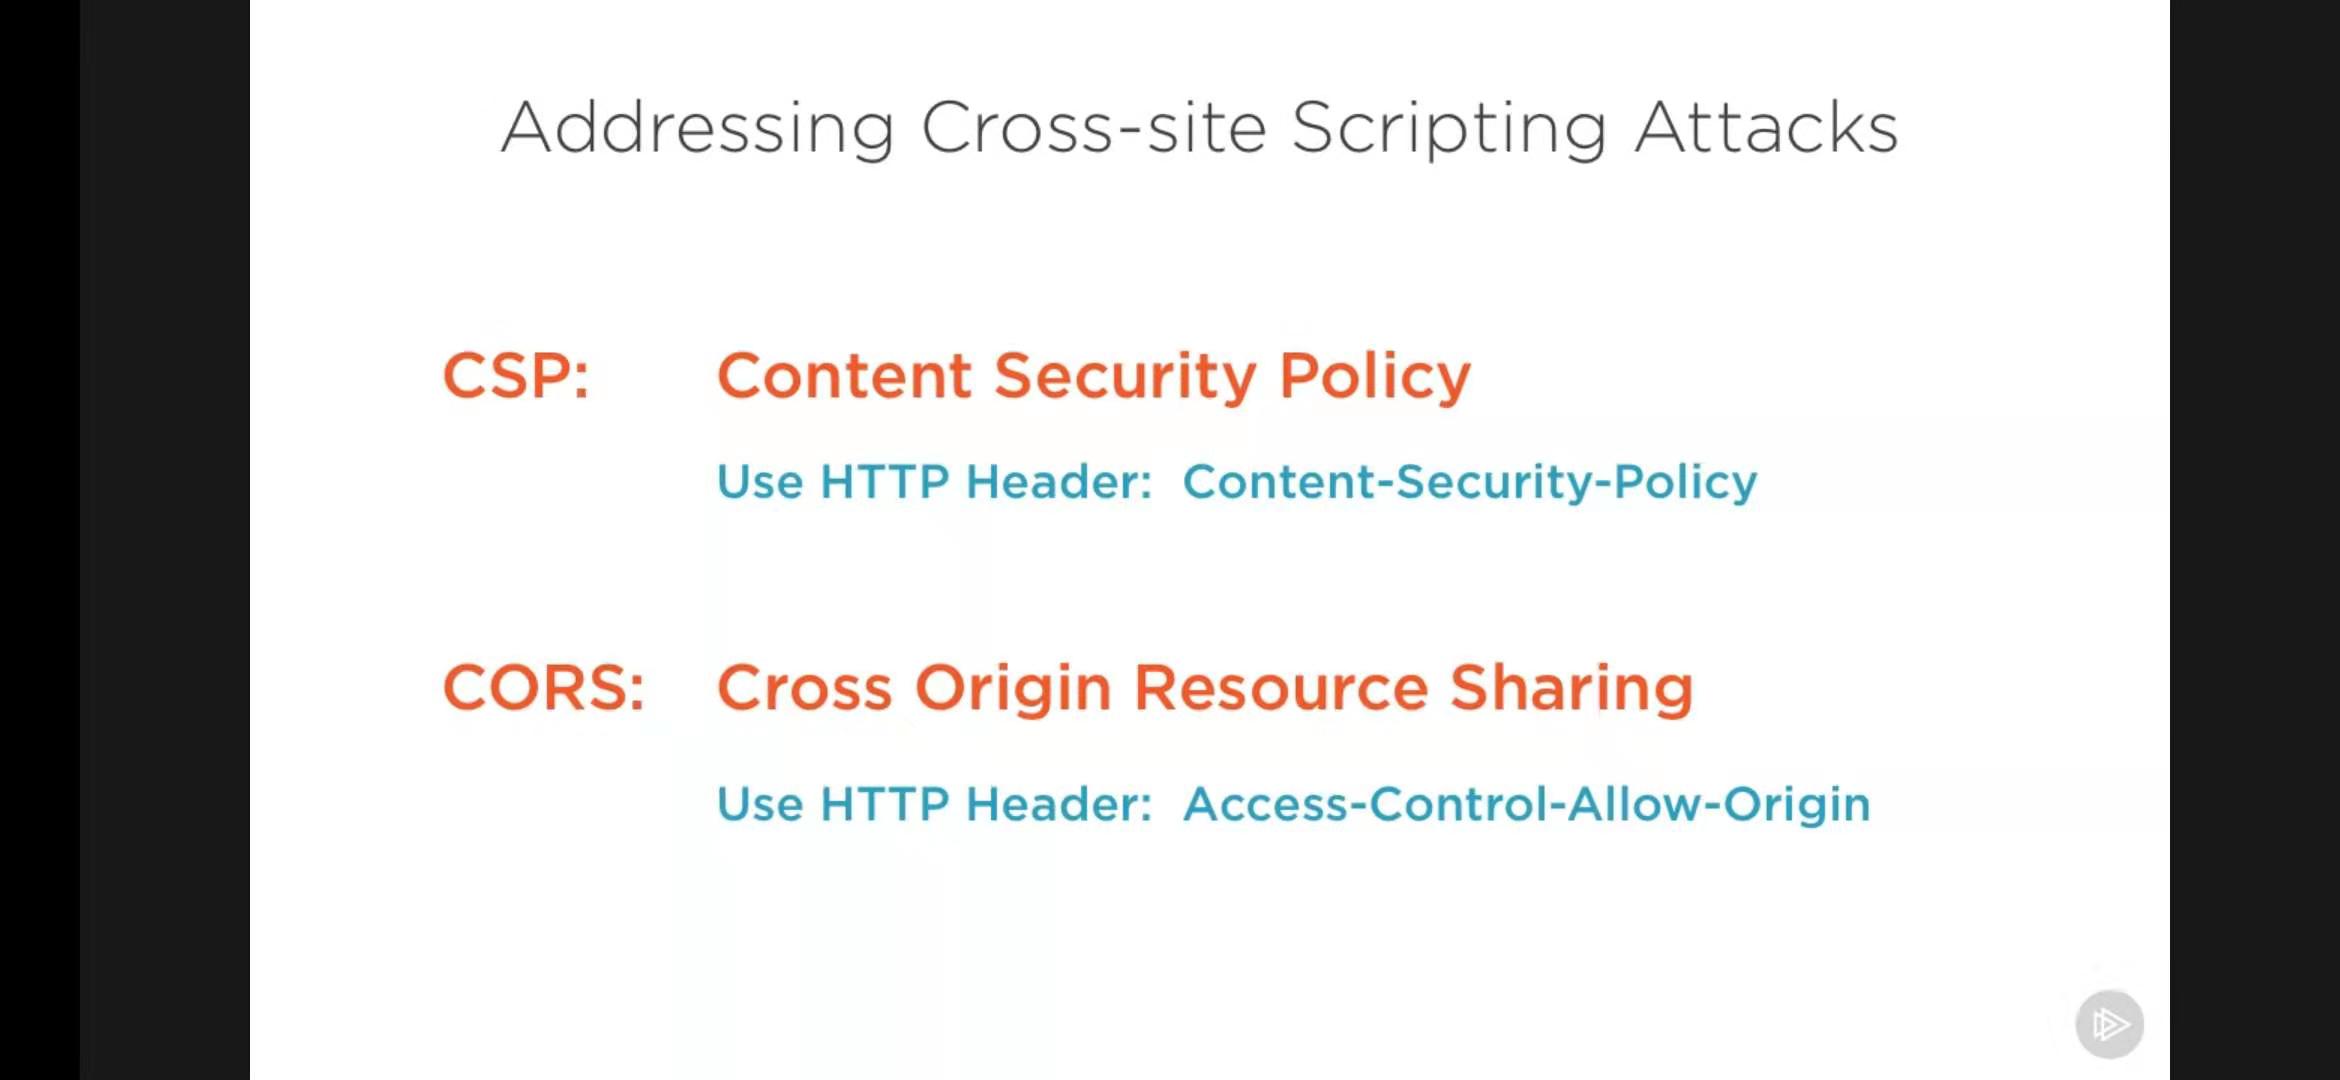 Addressing Cross-site Scripting Attacks
CSP: Content Security Policy
Use HTTP Header: Content-Security-Policy
CORS: Cross Origin Resource Sharing
Use HTTP Header: Access-Control-Allow-Origin